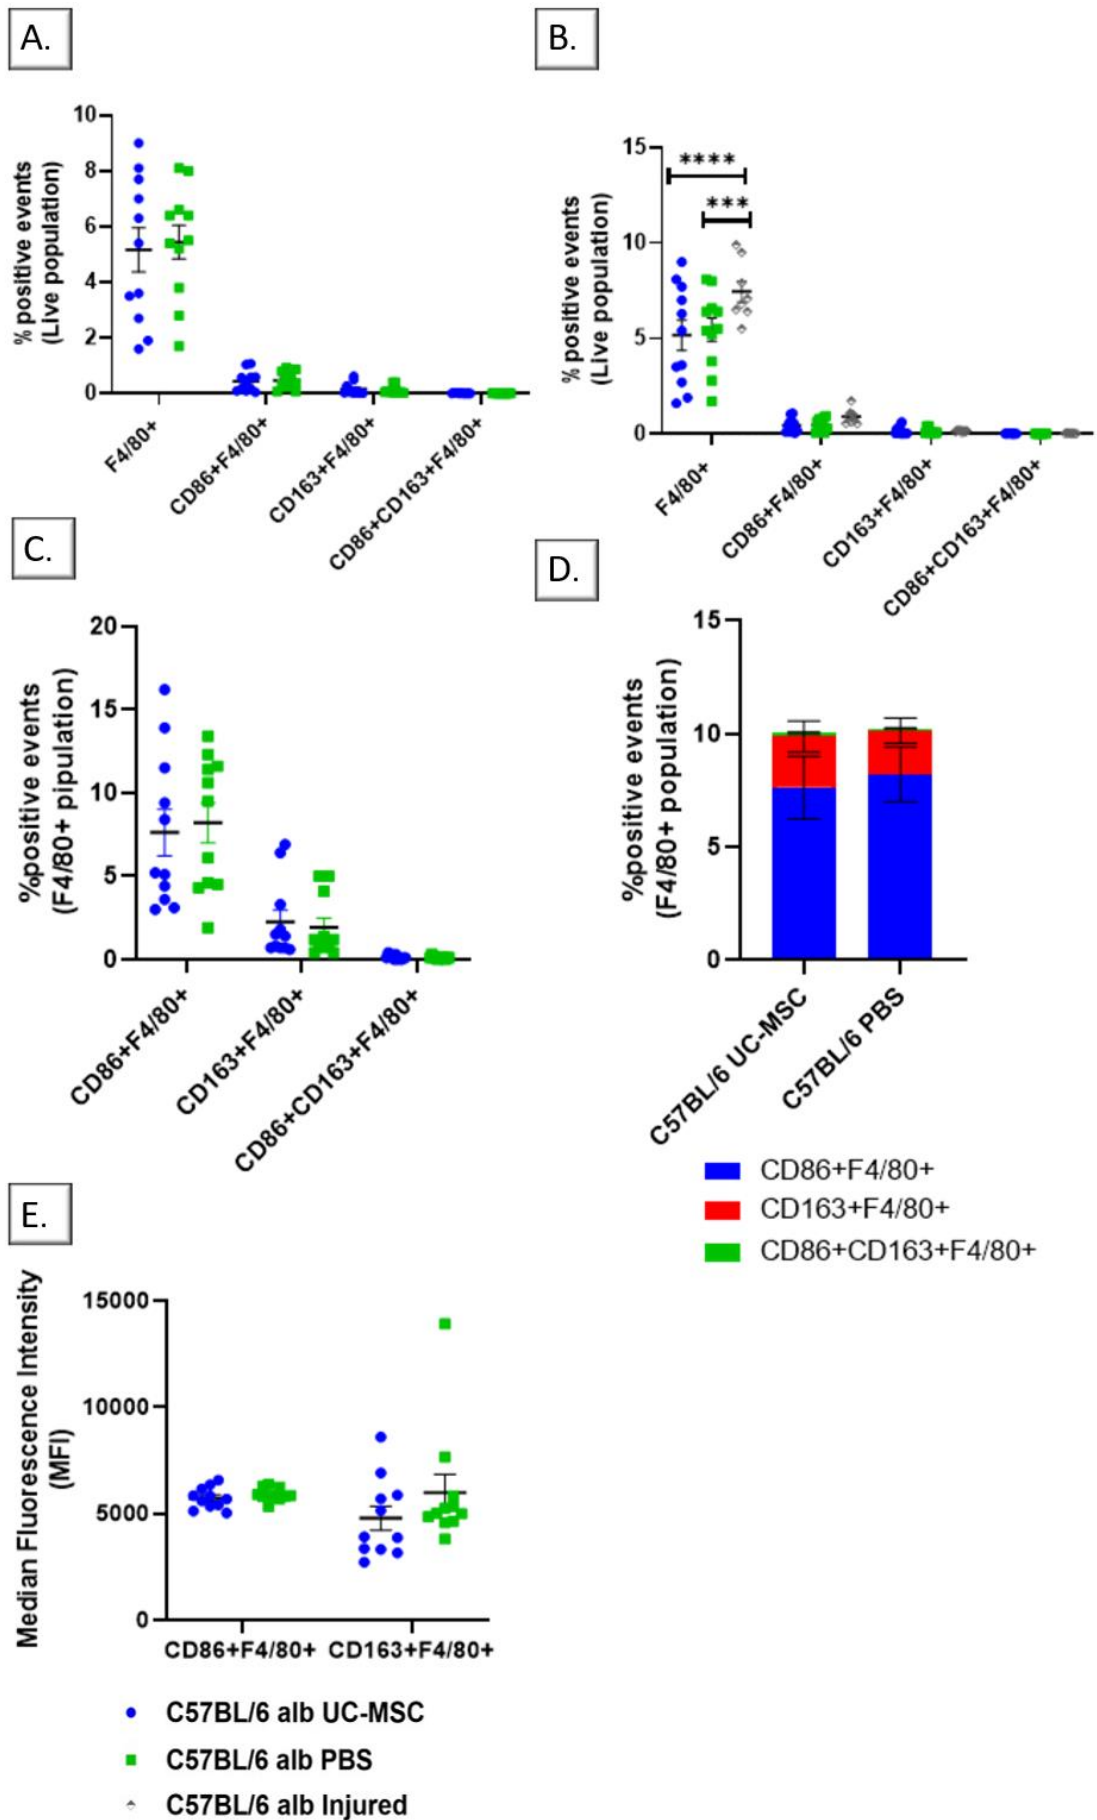 A.
10
8
6
4
2
0
% positive events
(Live population)
F4/80+
CD86+F4/80+
CD163+F4/80+
CD86+CD163+F4/80+
B.
15
10
5
0
% positive events
(Live population)
****
***
F4/80+
CD86+F4/80+
CD163+F4/80+
CD86+CD163+F4/80+
C.
20
15
10
5
0
%positive events
(F4/80+ pipulation)
CD86+F4/80+
CD163+F4/80+
CD86+CD163+F4/80+
D.
15
10
5
0
%positive events
(F4/80+ population)
C57BL/6 UC-MSC
C57BL/6 PBS
CD86+F4/80+
CD163+F4/80+
CD86+CD163+F4/80+
E.
15000
10000
5000
0
Median Fluorescence Intensity
(MFI)
CD86+F4/80+ CD163+F4/80+
C57BL/6 alb UC-MSC
C57BL/6 alb PBS
C57BL/6 alb Injured